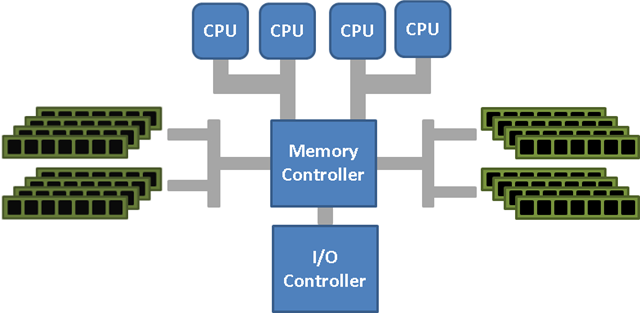 CPU
CPU
CPU
CPU
Memory
Controller
I/O
Controller